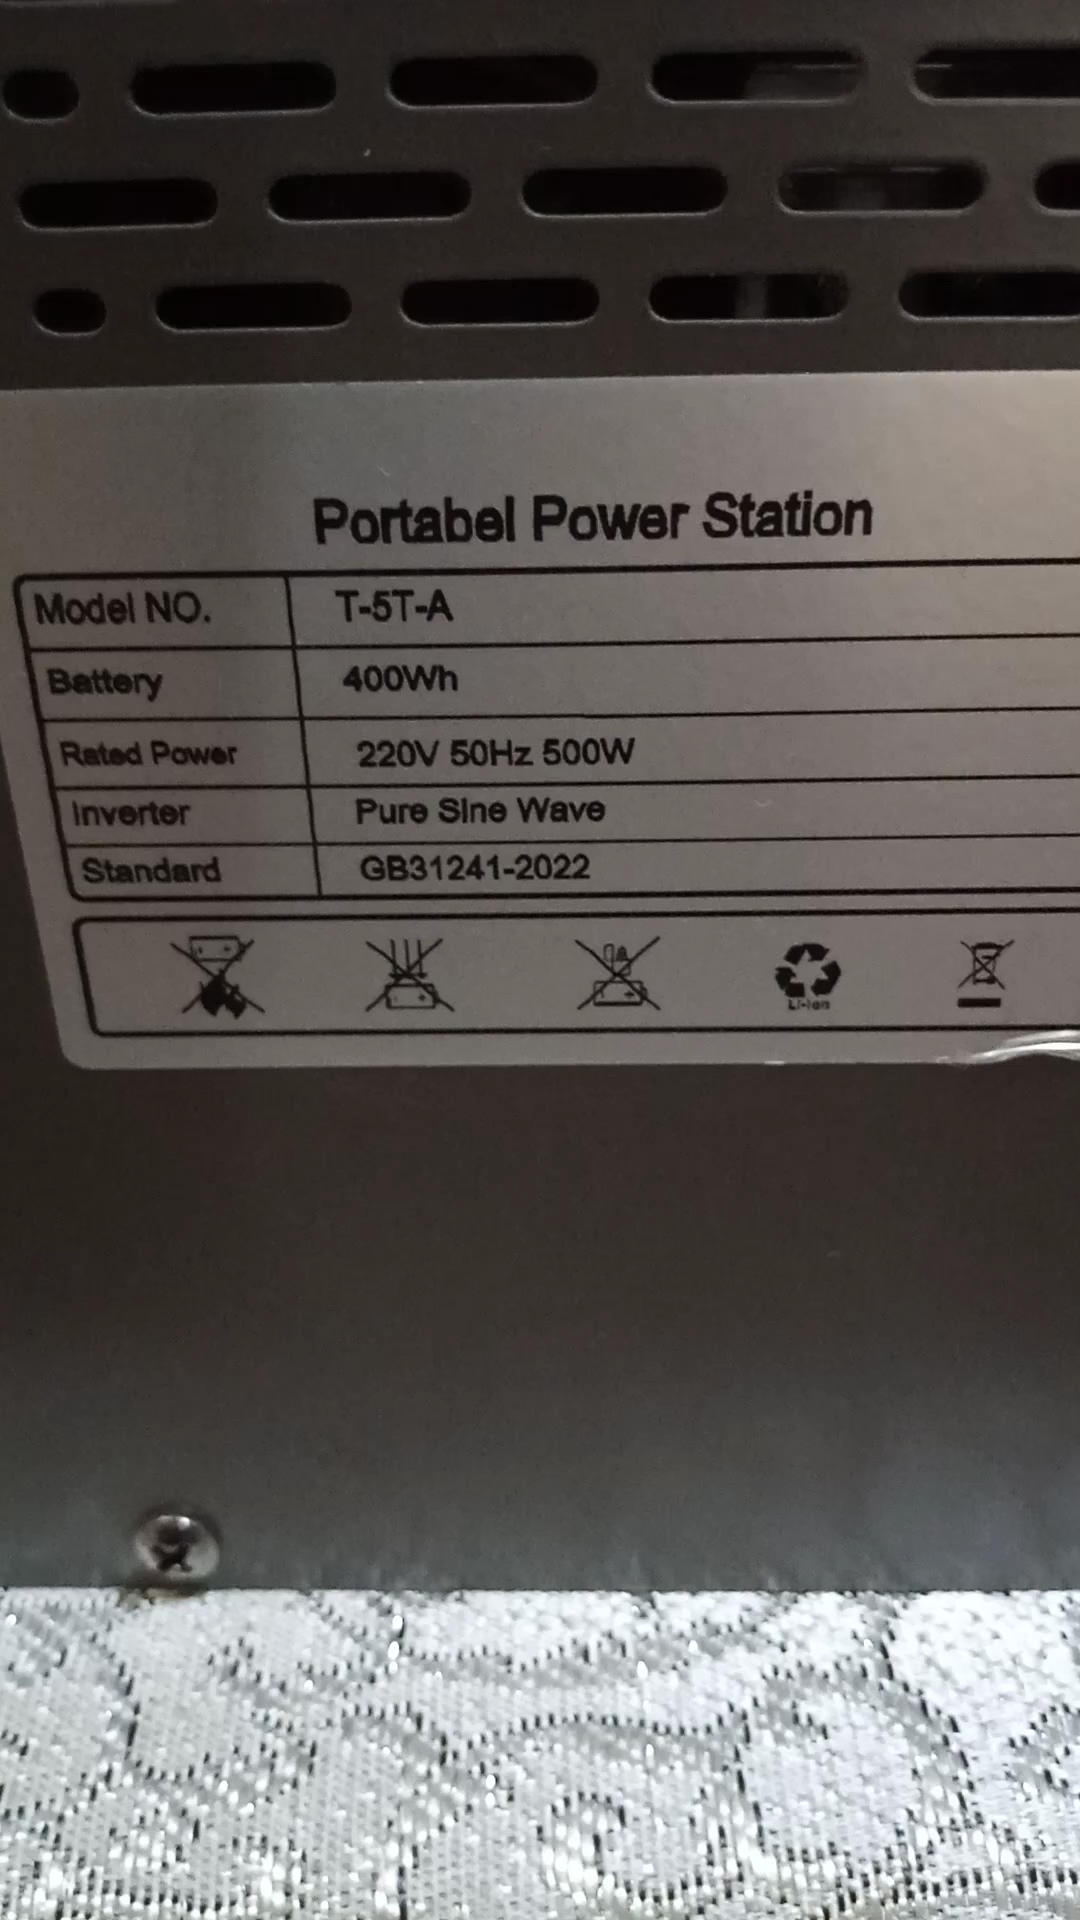 Portabel Power Station
Model NO. T-5T-A
Battery 400Wh
Rated Power 220V 50Hz 500W
Inverter Pure Sine Wave
Standard GB31241-2022
Li-ion